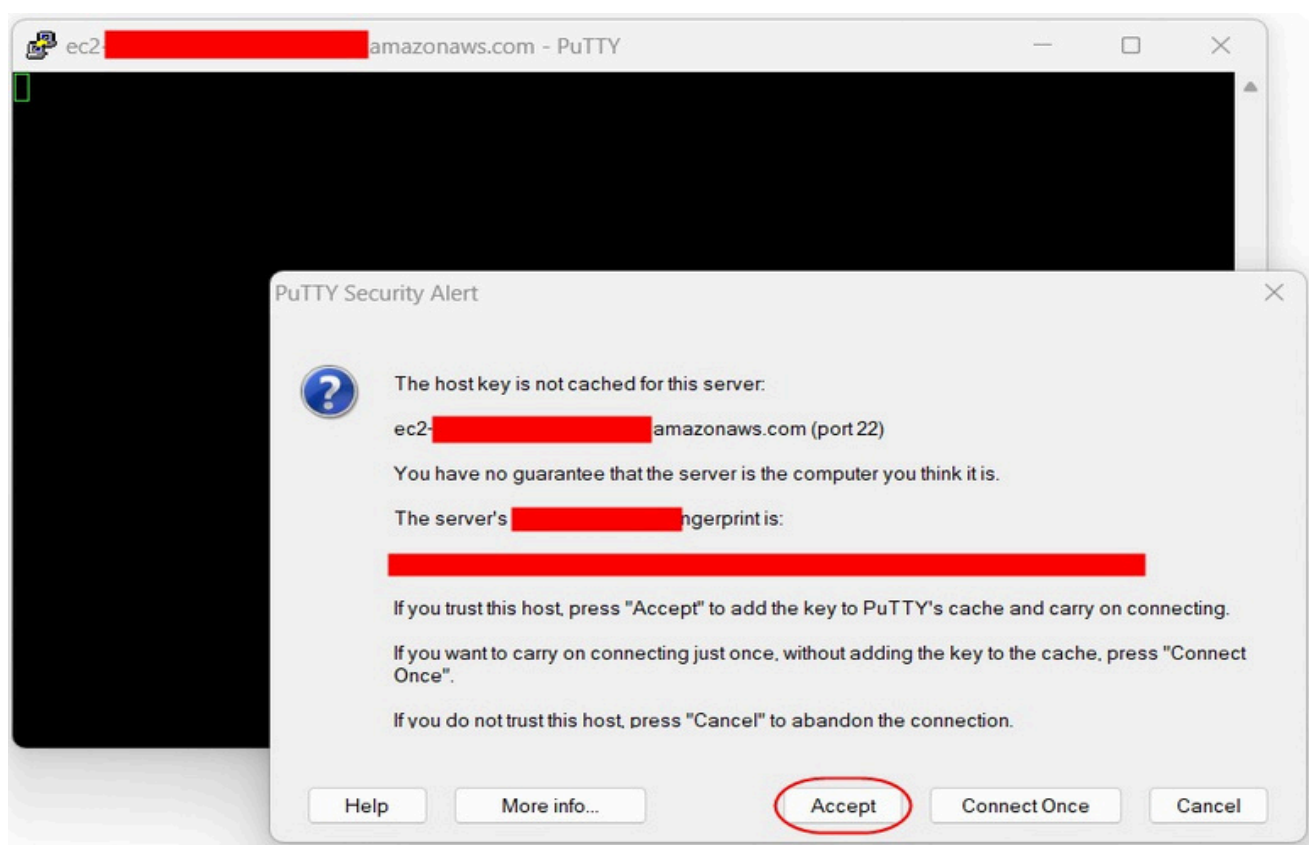 ec2- amazonaws.com - PuTTY
PuTTY Security Alert
The host key is not cached for this server:
ec2- amazonaws.com (port 22)
You have no guarantee that the server is the computer you think it is.
The server's ngerprint is:
If you trust this host, press "Accept" to add the key to PuTTY's cache and carry on connecting.
If you want to carry on connecting just once, without adding the key to the cache, press "Connect
Once".
If you do not trust this host, press "Cancel" to abandon the connection.
Help More info... Accept Connect Once Cancel